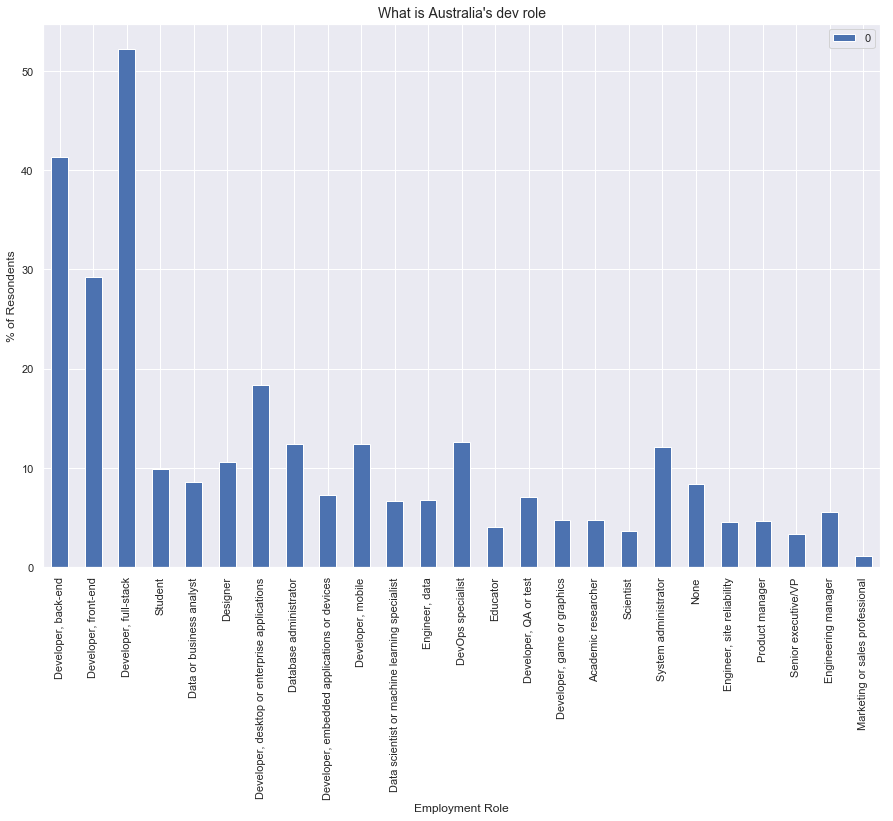 What is Australia's dev role
0
% of Resondents
50
40
30
20
10
0
Developer, back-end
Developer, front-end
Developer, full-stack
Student
Data or business analyst
Designer
Developer, desktop or enterprise applications
Database administrator
Developer, embedded applications or devices
Developer, mobile
Data scientist or machine learning specialist
Engineer, data
DevOps specialist
Educator
Developer, QA or test
Developer, game or graphics
Academic researcher
Scientist
System administrator
None
Engineer, site reliability
Product manager
Senior executive/VP
Engineering manager
Marketing or sales professional
Employment Role